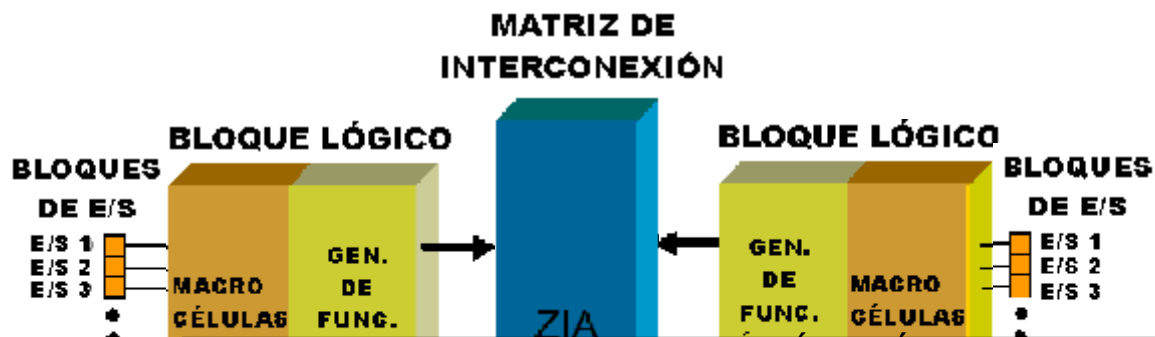 MATRIZ DE
INTERCONEXIÓN
BLOQUE LÓGICO
BLOQUE LÓGICO
BLOQUES
DE E/S
BLOQUES
DE E/S
E/S 1
E/S 2
E/S 3
MACRO
CÉLULAS
GEN.
DE
FUNC.
ZIA
GEN.
DE
FUNC.
MACRO
CÉLULAS
E/S 1
E/S 2
E/S 3